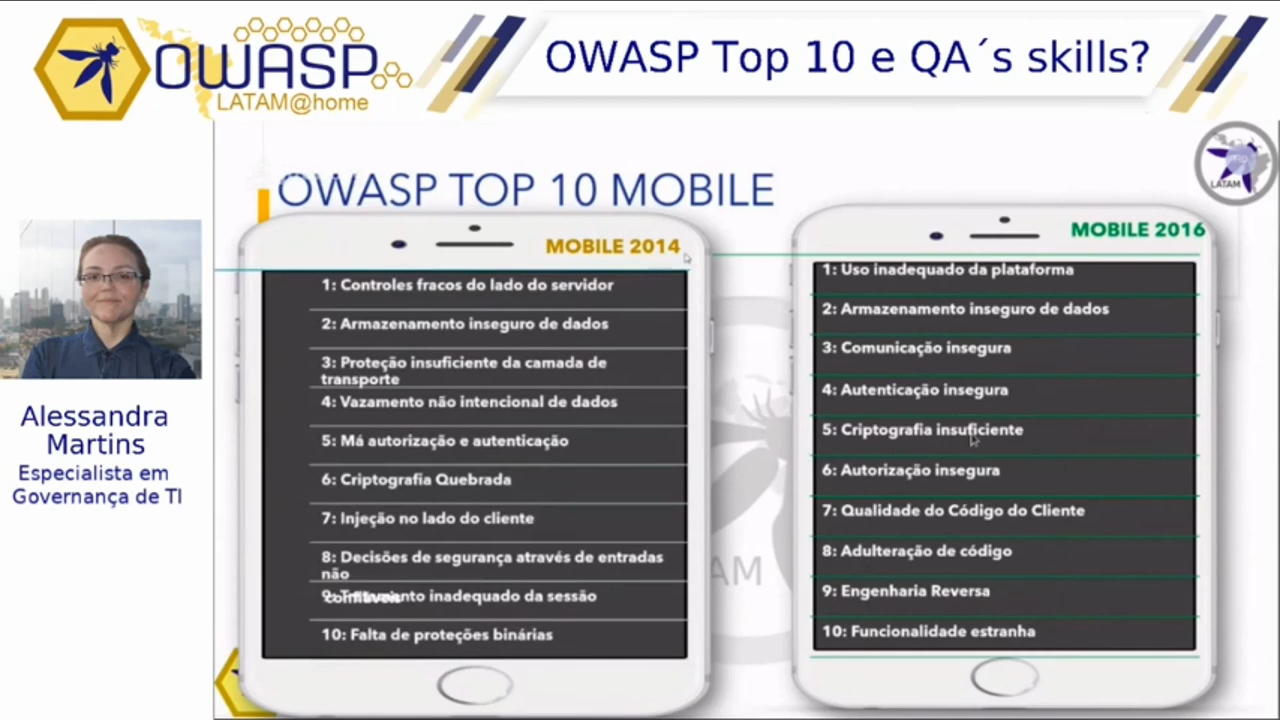 OWASP
LATAM@home
OWASP Top 10 e QA´s skills?
LATAM
OWASP TOP 10 MOBILE
MOBILE 2014
1: Controles fracos do lado do servidor
2: Armazenamento inseguro de dados
3: Proteção insuficiente da camada de
transporte
4: Vazamento não intencional de dados
5: Má autorização e autenticação
6: Criptografia Quebrada
7: Injeção no lado do cliente
8: Decisões de segurança através de entradas
não
inadequado da sessão
10: Falta de proteções binárias
MOBILE 2016
1: Uso inadequado da plataforma
2: Armazenamento inseguro de dados
3: Comunicação insegura
4: Autenticação insegura
5: Criptografia insuficiente
6: Autorização insegura
7: Qualidade do Código do Cliente
8: Adulteração de código
9: Engenharia Reversa
10: Funcionalidade estranha
AM
Alessandra
Martins
Especialista em
Governança de TI